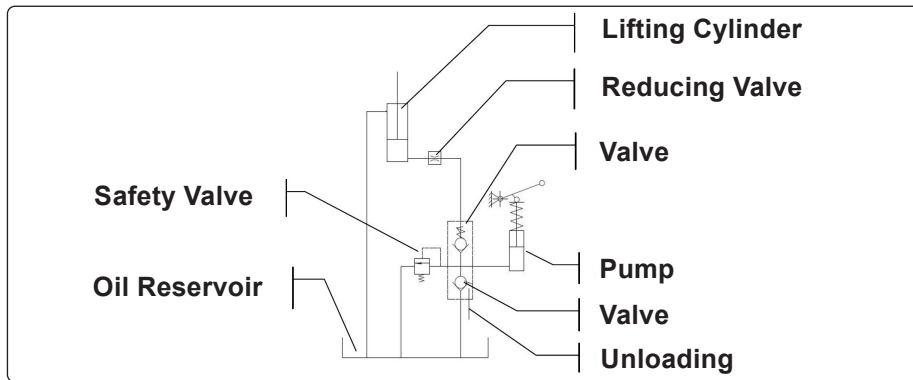 Lifting Cylinder
Reducing Valve
Valve
Safety Valve
Pump
Oil Reservoir
Valve
Unloading